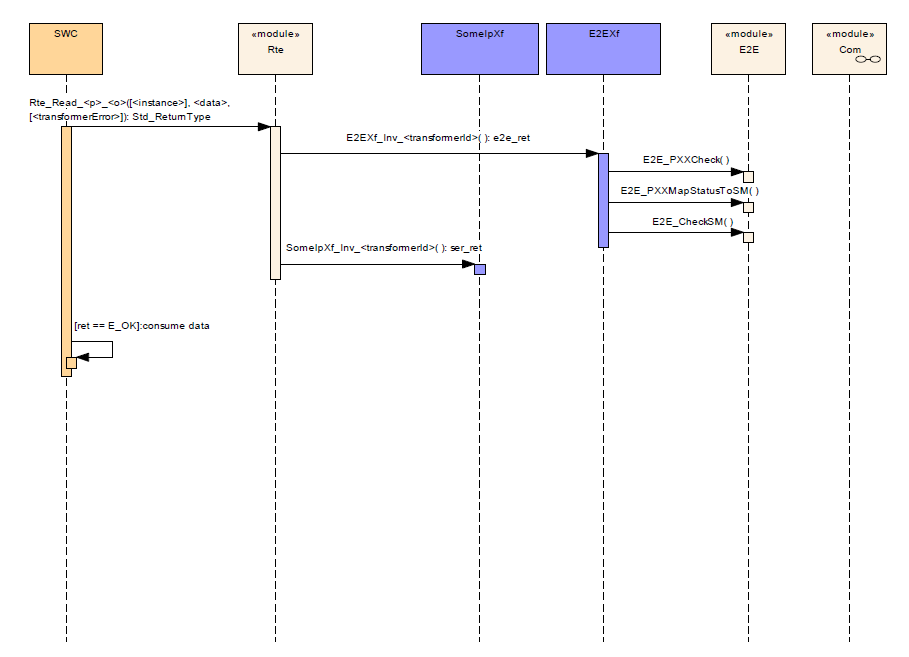 SWC
«module»
Rte
SomeIpXf
E2EXf
«module»
E2E
«module»
Com
Rte_Read_<p>_<o>([<instance>], <data>,
[<transformerError>]): Std_ReturnType
E2EXf_Inv_<transformerId>( ): e2e_ret
E2E_PXXCheck( )
E2E_PXXMapStatusToSM( )
E2E_CheckSM( )
SomeIpXf_Inv_<transformerId>( ): ser_ret
[ret == E_OK]:consume data